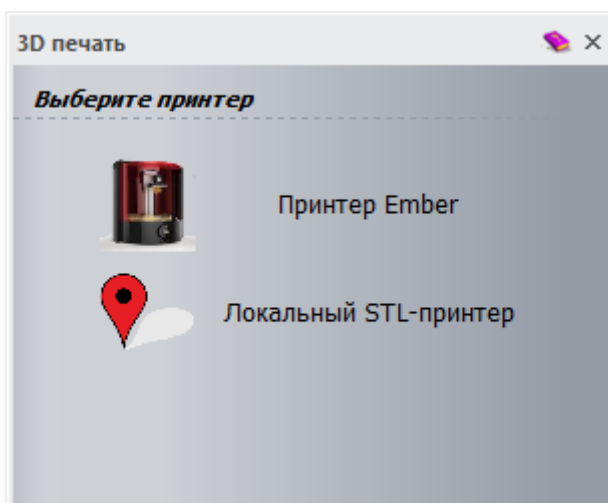 3D печать
Выберите принтер
Принтер Ember
Локальный STL-принтер